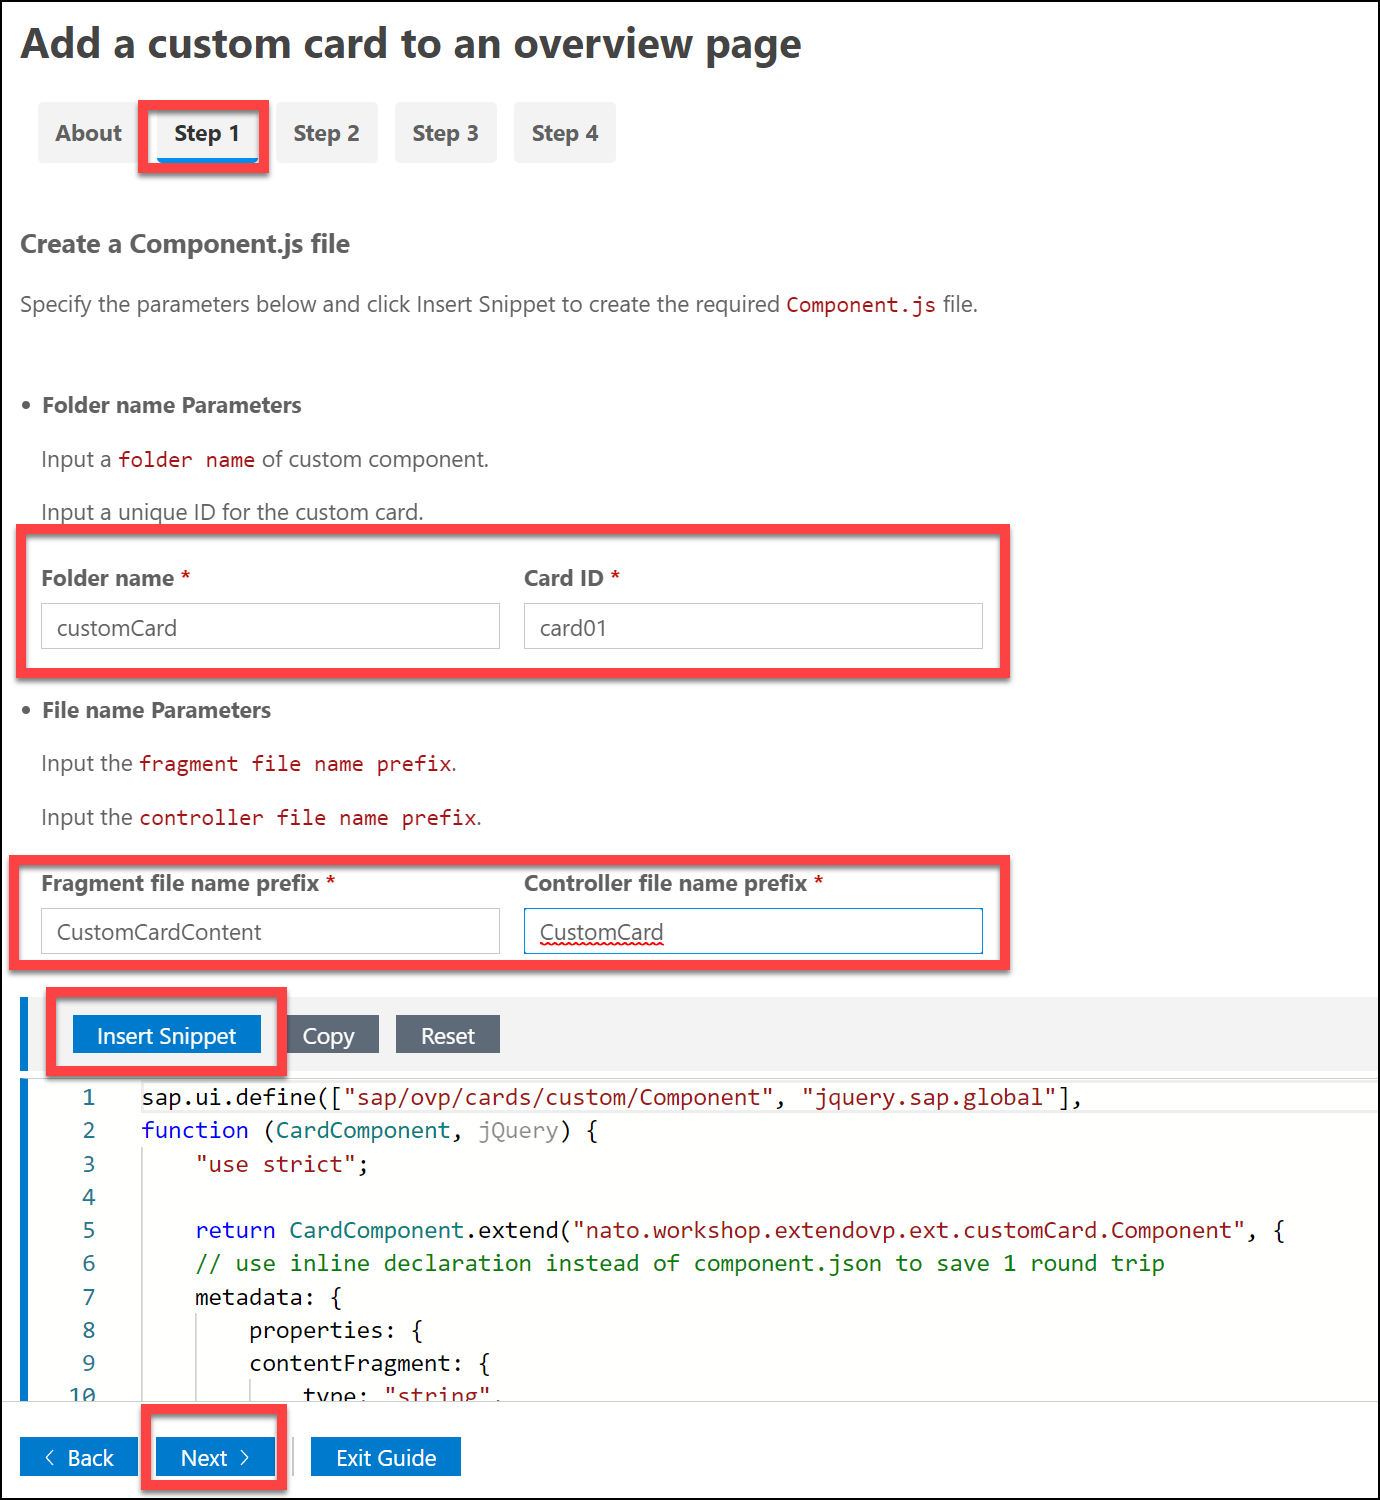 Add a custom card to an overview page
About Step 1 Step 2 Step 3 Step 4
Create a Component.js file
Specify the parameters below and click Insert Snippet to create the required Component.js file.
• Folder name Parameters
Input a folder name of custom component.
Input a unique ID for the custom card.
Folder name * Card ID *
customCard card01
• File name Parameters
Input the fragment file name prefix.
Input the controller file name prefix.
Fragment file name prefix * Controller file name prefix *
CustomCardContent CustomCard
Insert Snippet Copy Reset
1 sap.ui.define(["sap/ovp/cards/custom/Component", "jquery.sap.global"],
2 function (CardComponent, jQuery) {
3 "use strict";
4
5 return CardComponent.extend("nato.workshop.extendovp.ext.customCard.Component", {
6 // use inline declaration instead of component.json to save 1 round trip
7 metadata: {
8 properties: {
9 contentFragment: {
10 type: "string",
< Back Next > Exit Guide